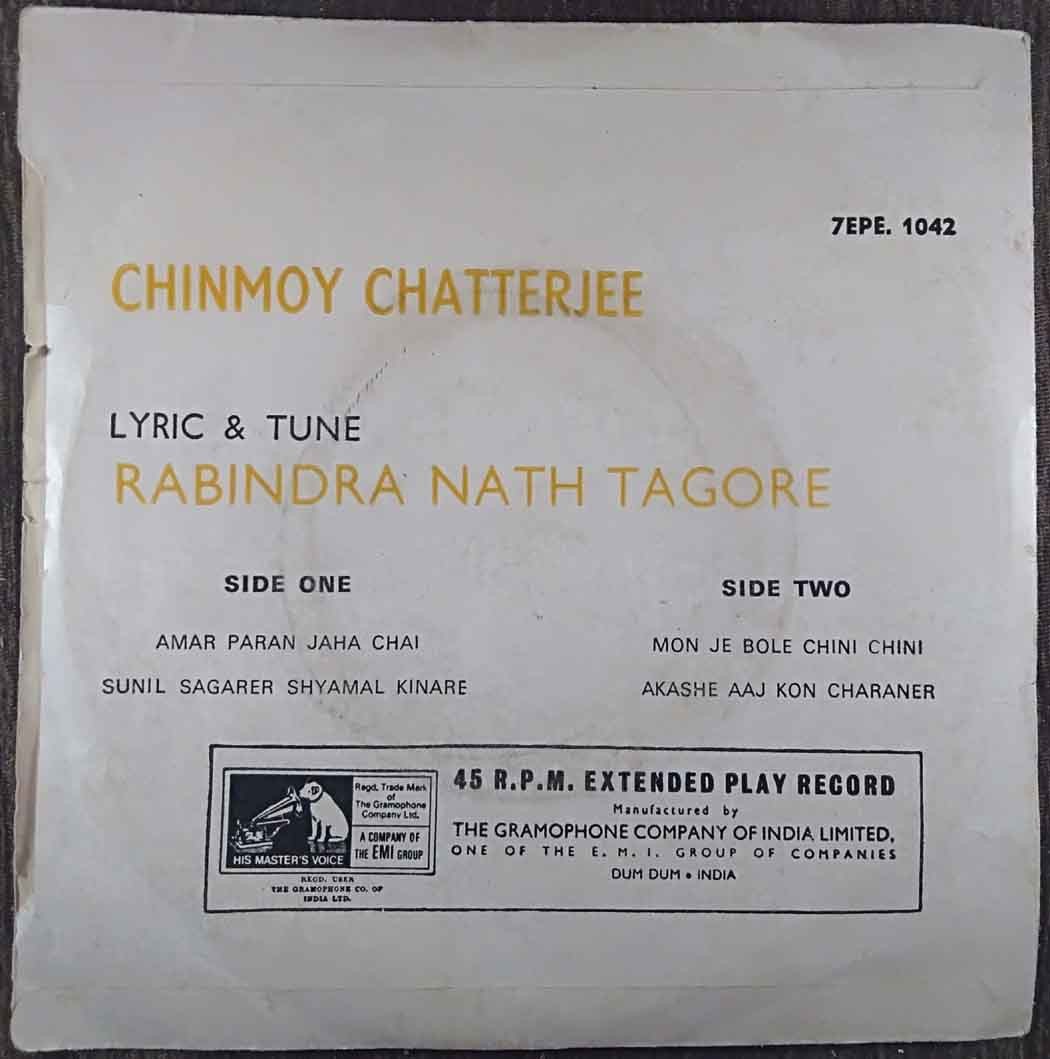 7EPE. 1042
CHINMOY CHATTERJEE
LYRIC & TUNE
RABINDRA NATH TAGORE
SIDE ONE
AMAR PARAN JAHA CHAI
SUNIL SAGARER SHYAMAL KINARE
SIDE TWO
MON JE BOLE CHINI CHINI
AKASHE AAJ KON CHARANER
HIS MASTER'S VOICE
Regd. Trade Mark
of
The Gramophone
Company Ltd.
A COMPANY OF
THE EMI GROUP
REGD. USER
THE GRAMOPHONE CO. OF
INDIA LTD.
45 R.P.M. EXTENDED PLAY RECORD
Manufactured by
THE GRAMOPHONE COMPANY OF INDIA LIMITED,
ONE OF THE E. M. I. GROUP OF COMPANIES
DUM DUM • INDIA